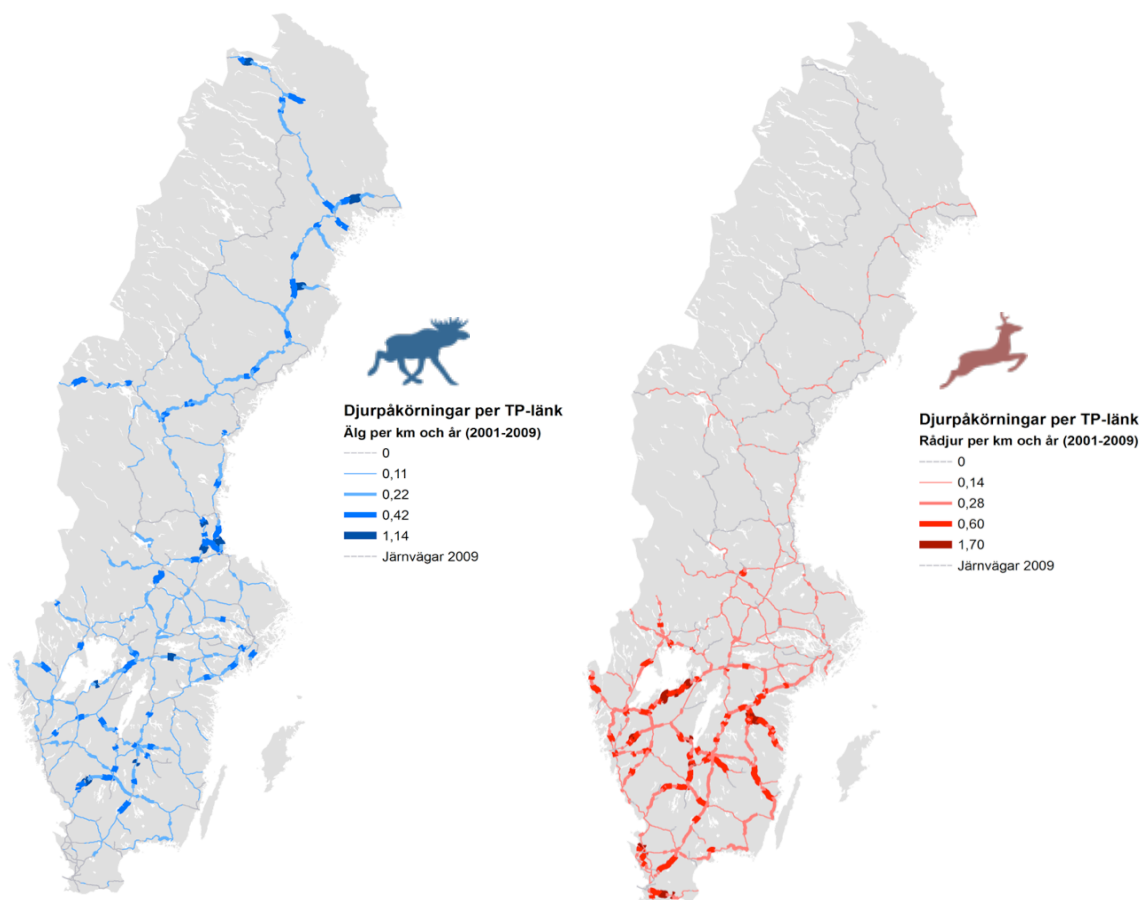 Djurpåkörningar per TP-länk
Älg per km och år (2001-2009)
0
0,11
0,22
0,42
1,14
Järnvägar 2009
Djurpåkörningar per TP-länk
Rådjur per km och år (2001-2009)
0
0,14
0,28
0,60
1,70
Järnvägar 2009